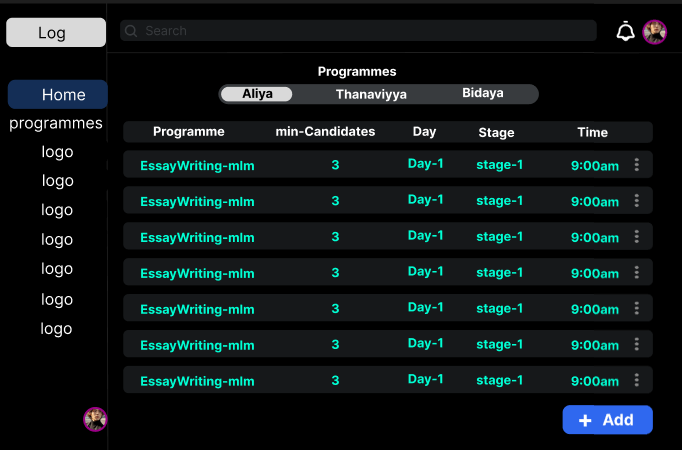 Log
Search
Home
programmes
logo
logo
logo
logo
logo
logo
logo
Programmes
Aliya Thanaviyya Bidaya
Programme min-Candidates Day Stage Time
EssayWriting-mlm 3 Day-1 stage-1 9:00am
EssayWriting-mlm 3 Day-1 stage-1 9:00am
EssayWriting-mlm 3 Day-1 stage-1 9:00am
EssayWriting-mlm 3 Day-1 stage-1 9:00am
EssayWriting-mlm 3 Day-1 stage-1 9:00am
EssayWriting-mlm 3 Day-1 stage-1 9:00am
EssayWriting-mlm 3 Day-1 stage-1 9:00am
+ Add